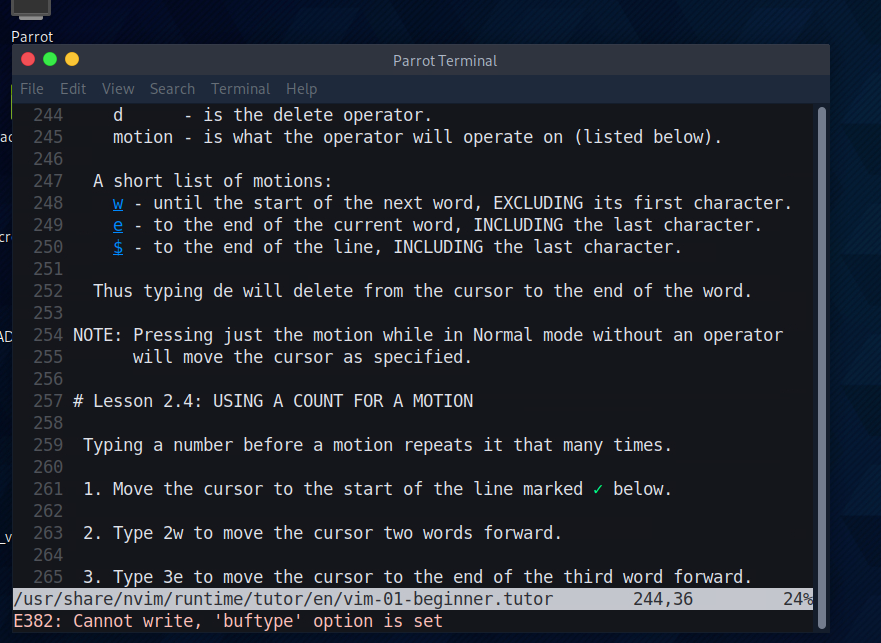 Parrot
Parrot Terminal
File Edit View Search Terminal Help
244 d - is the delete operator.
245 motion - is what the operator will operate on (listed below).
246
247 A short list of motions:
248 w - until the start of the next word, EXCLUDING its first character.
249 e - to the end of the current word, INCLUDING the last character.
250 $ - to the end of the line, INCLUDING the last character.
251
252 Thus typing de will delete from the cursor to the end of the word.
253
254 NOTE: Pressing just the motion while in Normal mode without an operator
255 will move the cursor as specified.
256
257 # Lesson 2.4: USING A COUNT FOR A MOTION
258
259 Typing a number before a motion repeats it that many times.
260
261 1. Move the cursor to the start of the line marked ✓ below.
262
263 2. Type 2w to move the cursor two words forward.
264
265 3. Type 3e to move the cursor to the end of the third word forward.
/usr/share/nvim/runtime/tutor/en/vim-01-beginner.tutor 244,36 24%
E382: Cannot write, 'buftype' option is set